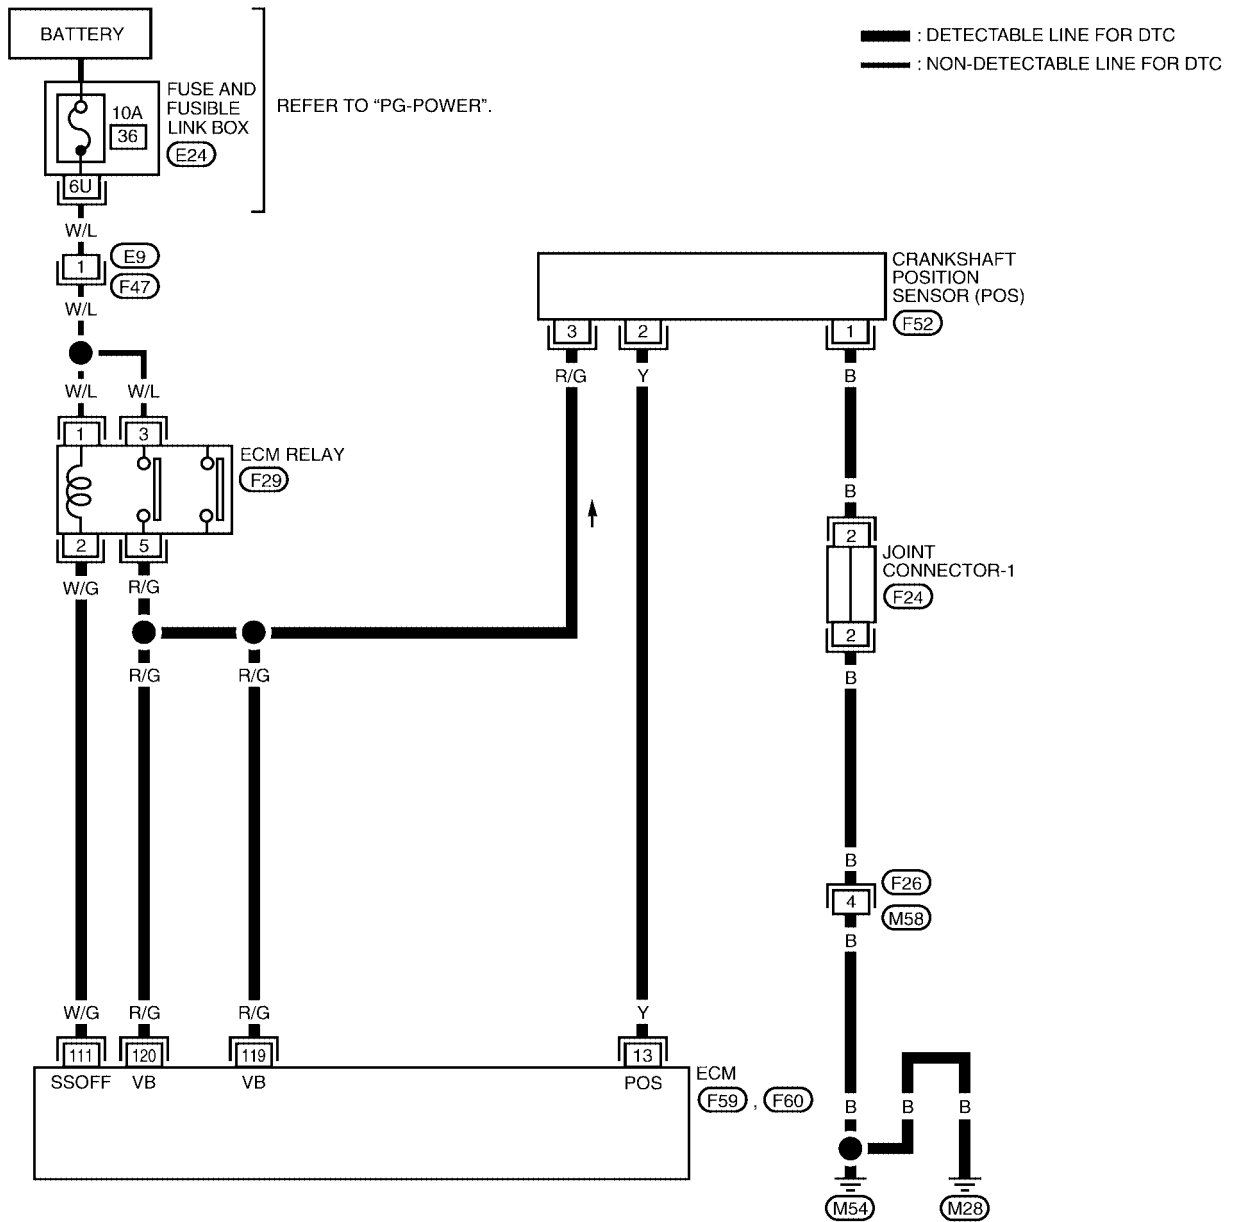 BATTERY
: DETECTABLE LINE FOR DTC
: NON-DETECTABLE LINE FOR DTC
FUSE AND
FUSIBLE
LINK BOX
E24
10A
36
REFER TO “PG-POWER”.
6U
W/L
1
E9
F47
W/L
W/L
W/L
1
3
ECM RELAY
F29
2
5
W/G
R/G
R/G
R/G
CRANKSHAFT
POSITION
SENSOR (POS)
F52
3
2
1
R/G
Y
B
B
2
JOINT
CONNECTOR-1
F24
2
B
B
F26
4
M58
B
W/G
R/G
R/G
Y
111
120
119
13
SSOFF
VB
VB
POS
ECM
F59 , F60
B
B
B
M54
M28